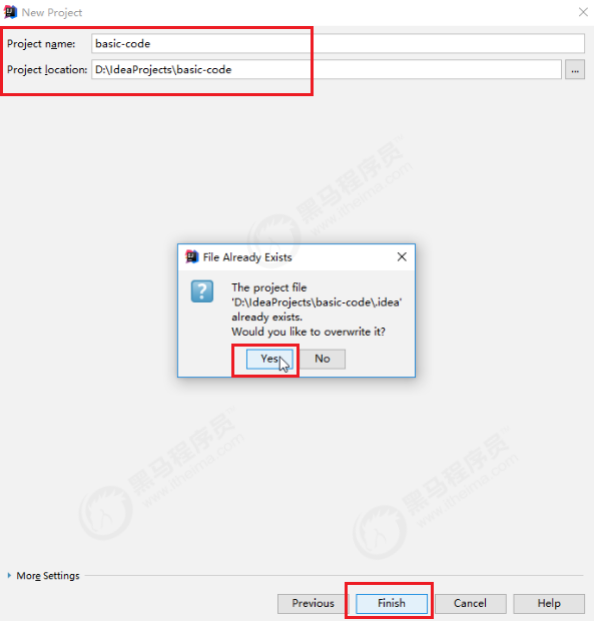 New Project
Project name: basic-code
Project location: D:\IdeaProjects\basic-code ...
黑马程序员
www.itheima.com
File Already Exists
The project file
'D:\IdeaProjects\basic-code\.idea'
already exists.
Would you like to overwrite it?
Yes No
黑马程序员
www.itheima.com
黑马程序员
www.itheima.com
More Settings
Previous Finish Cancel Help